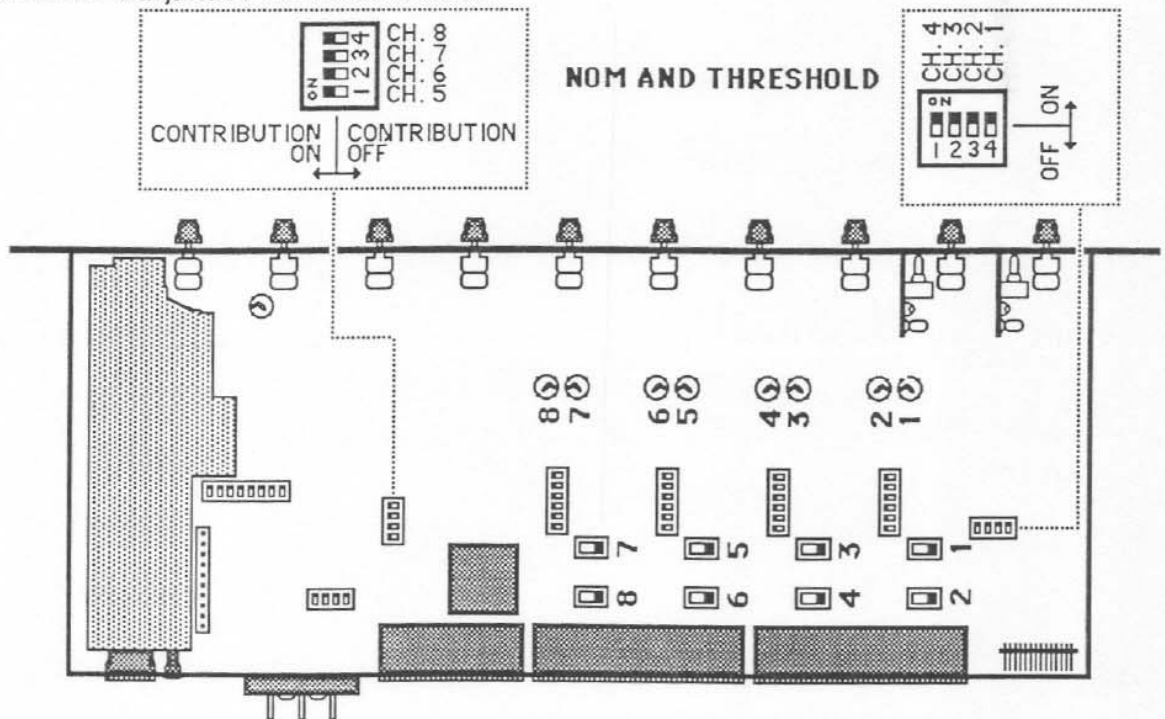 CH. 8
CH. 7
CH. 6
CH. 5
ON
1 2 3 4
CONTRIBUTION ON
CONTRIBUTION OFF
NOM AND THRESHOLD
CH. 4
CH. 3
CH. 2
CH. 1
ON
1 2 3 4
ON
OFF
8 7 6 5 4 3 2 1
7 5 3 1
8 6 4 2